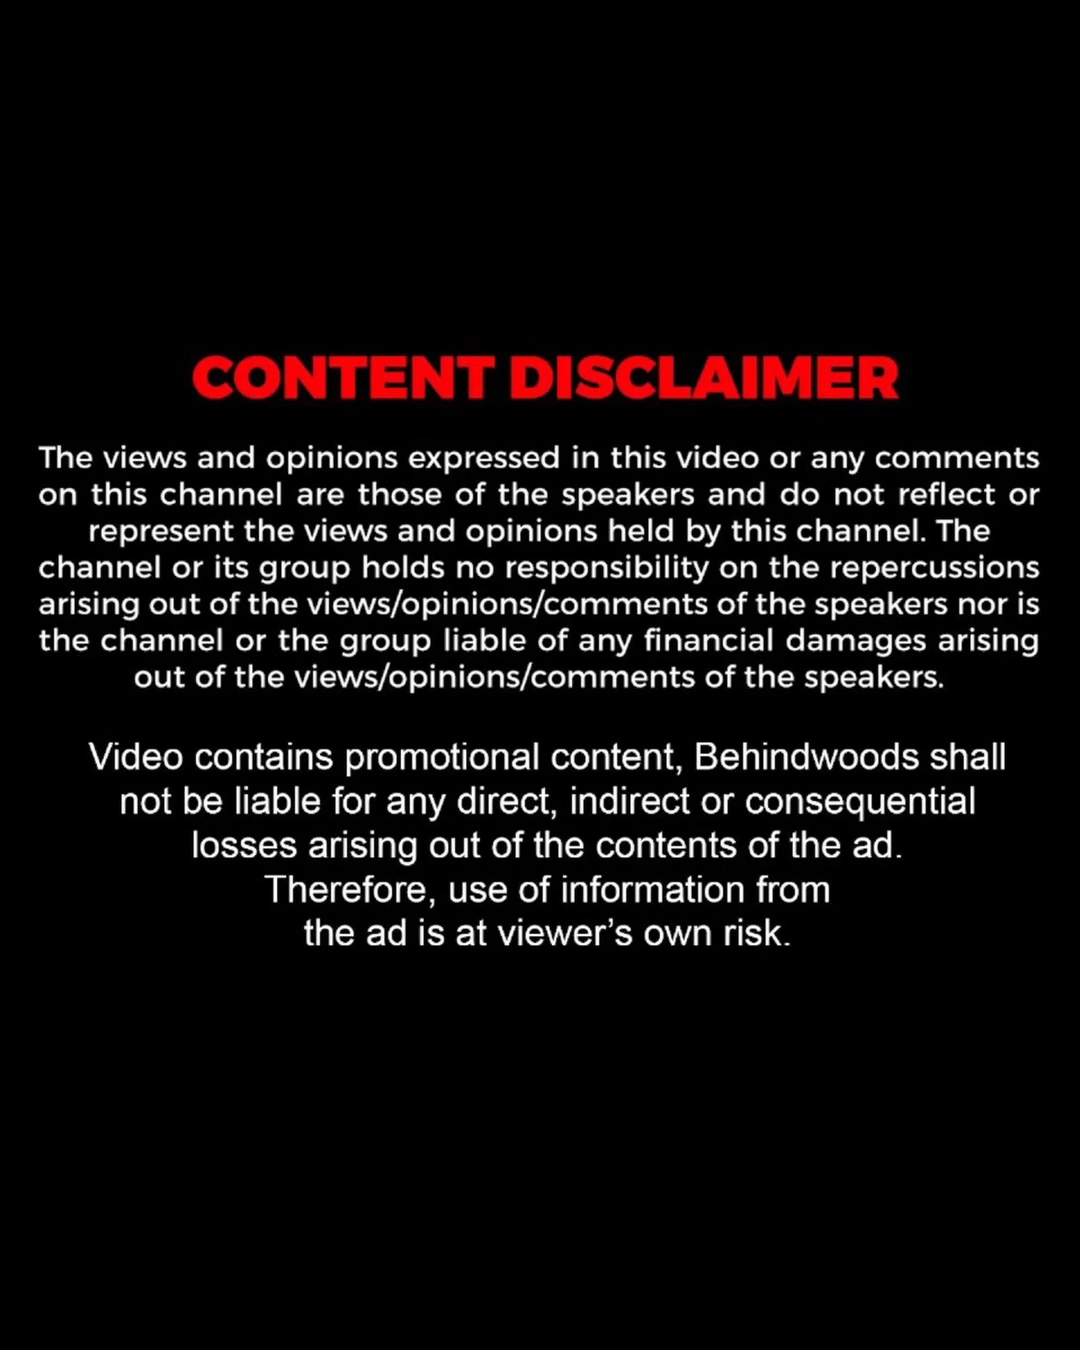 CONTENT DISCLAIMER
The views and opinions expressed in this video or any comments
on this channel are those of the speakers and do not reflect or
represent the views and opinions held by this channel. The
channel or its group holds no responsibility on the repercussions
arising out of the views/opinions/comments of the speakers nor is
the channel or the group liable of any financial damages arising
out of the views/opinions/comments of the speakers.
Video contains promotional content, Behindwoods shall
not be liable for any direct, indirect or consequential
losses arising out of the contents of the ad.
Therefore, use of information from
the ad is at viewer’s own risk.